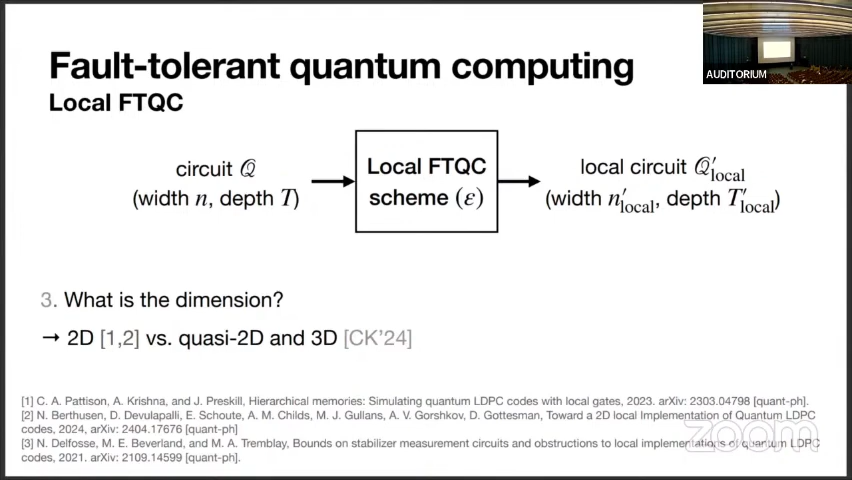 Fault-tolerant quantum computing
AUDITORIUM
Local FTQC
circuit 𝒬
(width n, depth T)
Local FTQC
scheme (ε)
local circuit 𝒬′local
(width n′local, depth T′local)
3. What is the dimension?
→ 2D [1,2] vs. quasi-2D and 3D [CK'24]
[1] C. A. Pattison, A. Krishna, and J. Preskill, Hierarchical memories: Simulating quantum LDPC codes with local gates, 2023. arXiv: 2303.04798 [quant-ph].
[2] N. Berthusen, D. Devulapalli, E. Schoute, A. M. Childs, M. J. Gullans, A. V. Gorshkov, D. Gottesman, Toward a 2D local Implementation of Quantum LDPC
codes, 2024, arXiv: 2404.17676 [quant-ph]
[3] N. Delfosse, M. E. Beverland, and M. A. Tremblay, Bounds on stabilizer measurement circuits and obstructions to local implementations of quantum LDPC
codes, 2021. arXiv: 2109.14599 [quant-ph].
zoom